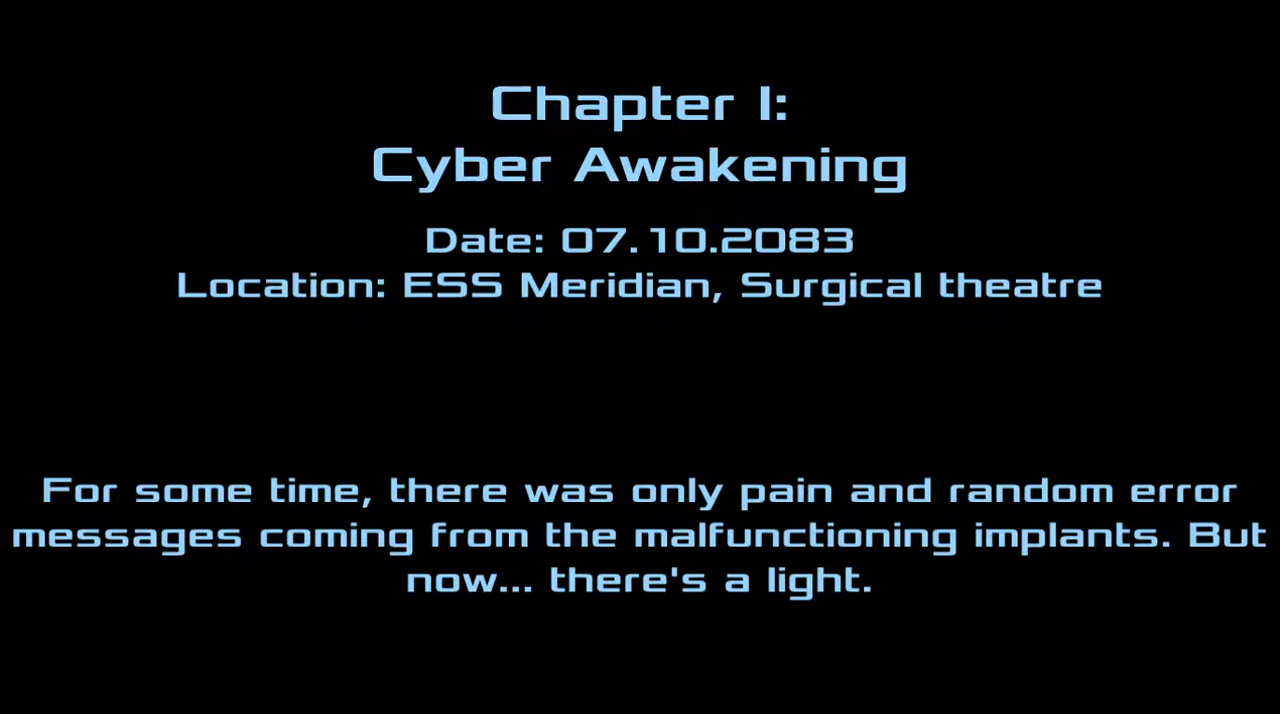 Chapter I:
Cyber Awakening
Date: 07.10.2083
Location: ESS Meridian, Surgical theatre
For some time, there was only pain and random error
messages coming from the malfunctioning implants. But
now... there's a light.